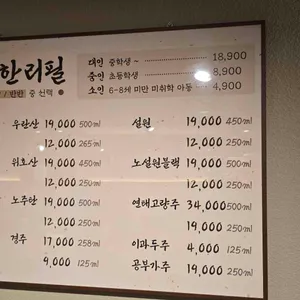 한 리필
중 선택 ●
대인 중학생 ~ 18,900
중인 초등학생 8,900
소인 6-8세 미만 미취학 아동 4,900
우란산 19,000 500ml
12,000 265ml
위호산 19,000 450ml
12,000 250ml
노주탄 19,000 500ml
12,000 250ml
경주 17,000 258ml
9,000 125ml
설원 19,000 450ml
12,000 250ml
노설원블랙 19,000 500ml
12,000 250ml
연태고량주 34,000 500ml
19,000 250ml
이과두주 4,000 125ml
공부가주 19,000 250ml